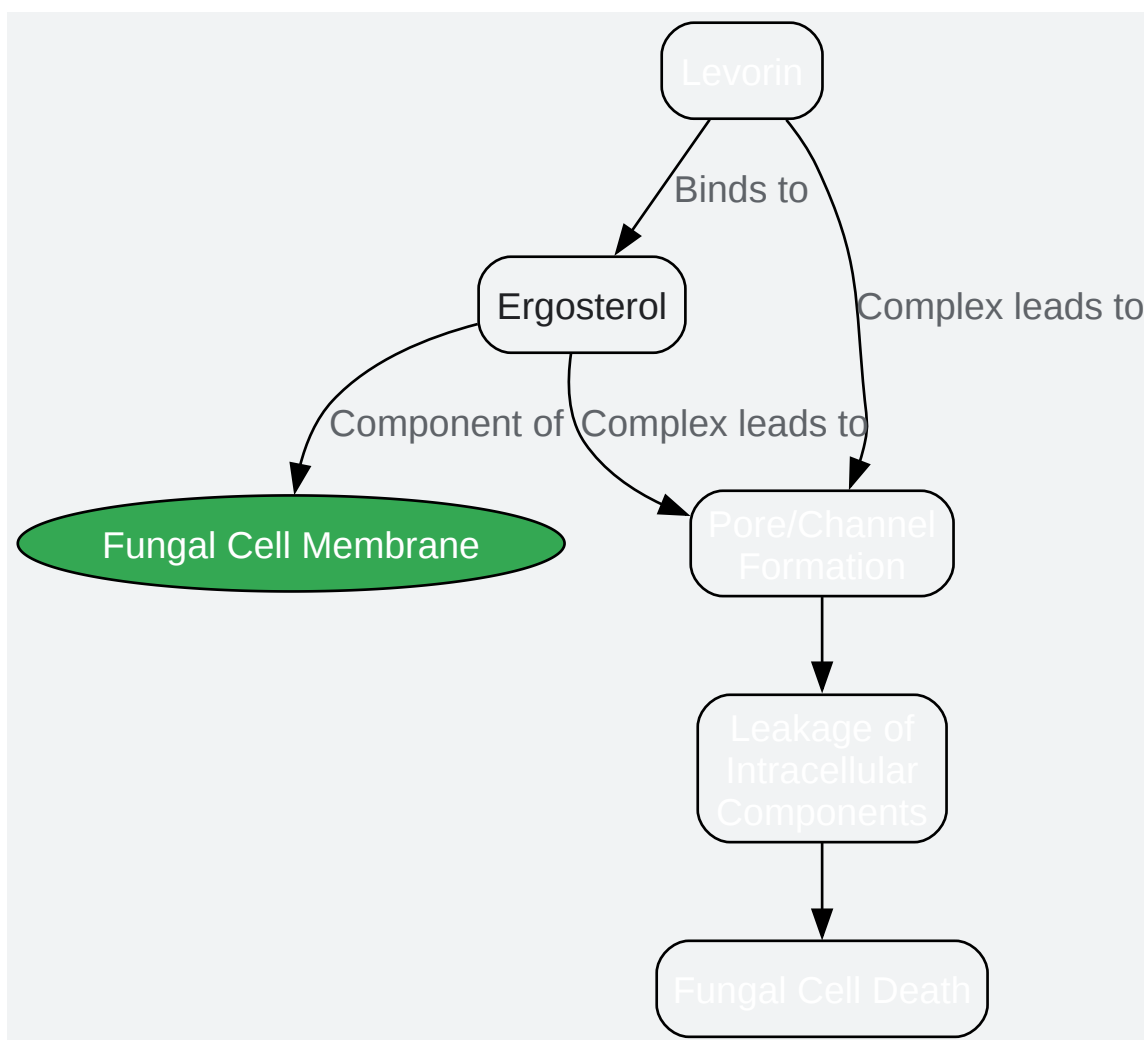 Levorin
Binds to
Ergosterol
Complex leads to
Component of
Complex leads to
Fungal Cell Membrane
Pore/Channel
Formation
Leakage of
Intracellular
Components
Fungal Cell Death